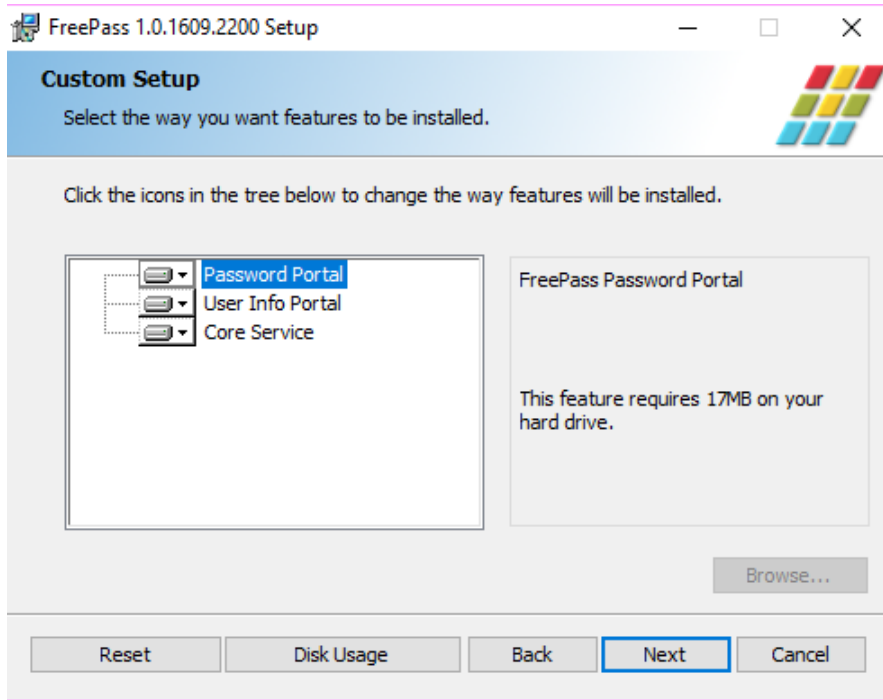 FreePass 1.0.1609.2200 Setup
Custom Setup
Select the way you want features to be installed.
Click the icons in the tree below to change the way features will be installed.
Password Portal
User Info Portal
Core Service
FreePass Password Portal
This feature requires 17MB on your
hard drive.
Browse...
Reset
Disk Usage
Back
Next
Cancel